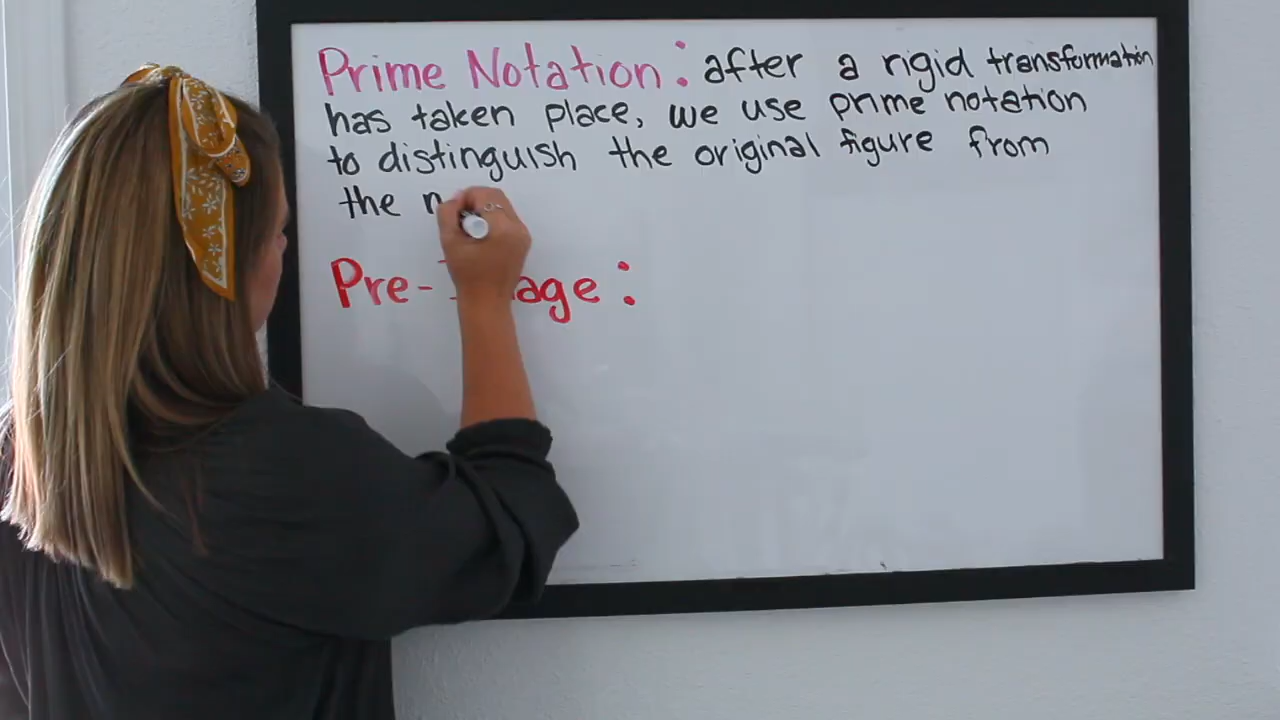 Prime Notation: after a rigid transformation
has taken place, we use prime notation
to distinguish the original figure from
the n
Pre-Image: